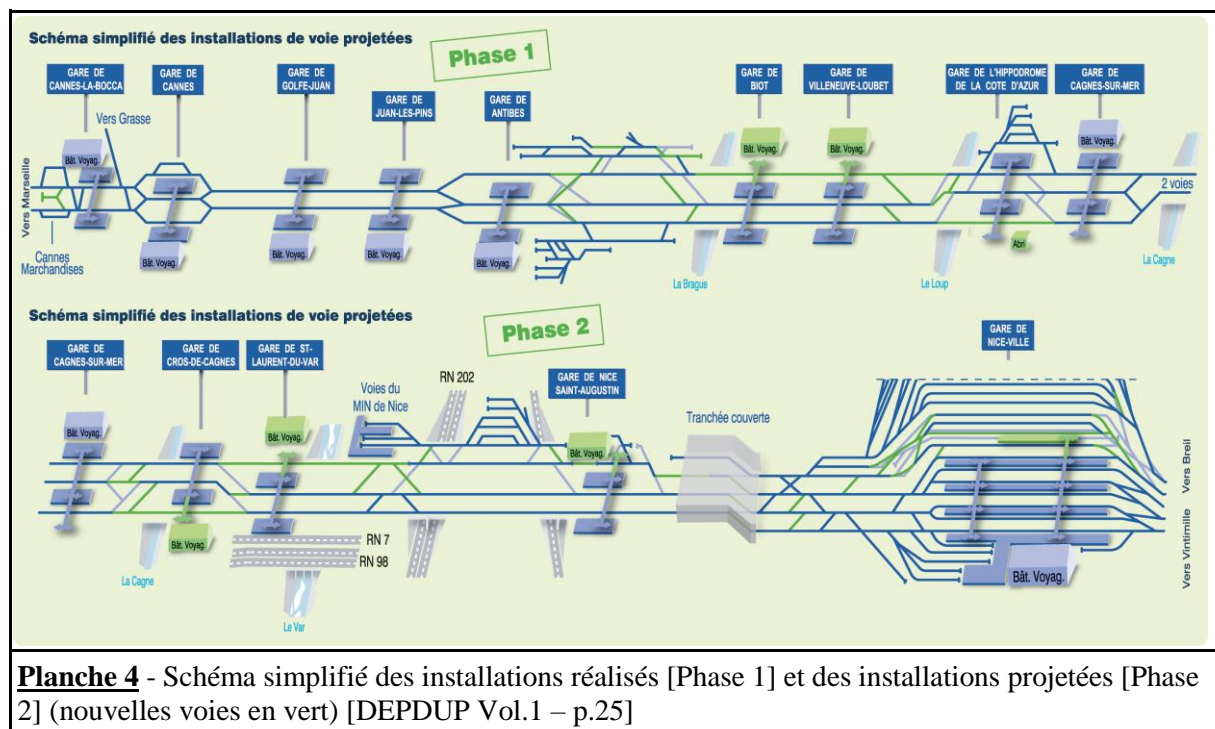 Schéma simplifié des installations de voie projetées
Phase 1
GARE DE
CANNES-LA-BOCCA
GARE DE
CANNES
GARE DE
GOLFE-JUAN
GARE DE
JUAN-LES-PINS
GARE DE
ANTIBES
GARE DE
BIOT
GARE DE
VILLENEUVE-LOUBET
GARE DE L'HIPPODROME
DE LA COTE D'AZUR
GARE DE
CAGNES-SUR-MER
Vers Grasse
Bât. Voyag.
Bât. Voyag.
Bât. Voyag.
Bât. Voyag.
Vers Marseille
2 voies
Cannes
Marchandises
Bât. Voyag.
Bât. Voyag.
Bât. Voyag.
Bât. Voyag.
Abri
La Brague
Le Loup
La Cagne
Schéma simplifié des installations de voie projetées
Phase 2
GARE DE
CAGNES-SUR-MER
GARE DE
CROS-DE-CAGNES
GARE DE ST-
LAURENT-DU-VAR
Voies du
MIN de Nice
RN 202
GARE DE NICE
SAINT-AUGUSTIN
Tranchée couverte
GARE DE
NICE-VILLE
Bât. Voyag.
Bât. Voyag.
Bât. Voyag.
Vers Breil
Vers Vintimille
Bât. Voyag.
RN 7
RN 98
La Cagne
Le Var
Bât. Voyag.
Planche 4 - Schéma simplifié des installations réalisés [Phase 1] et des installations projetées [Phase
2] (nouvelles voies en vert) [DEPDUP Vol.1 – p.25]